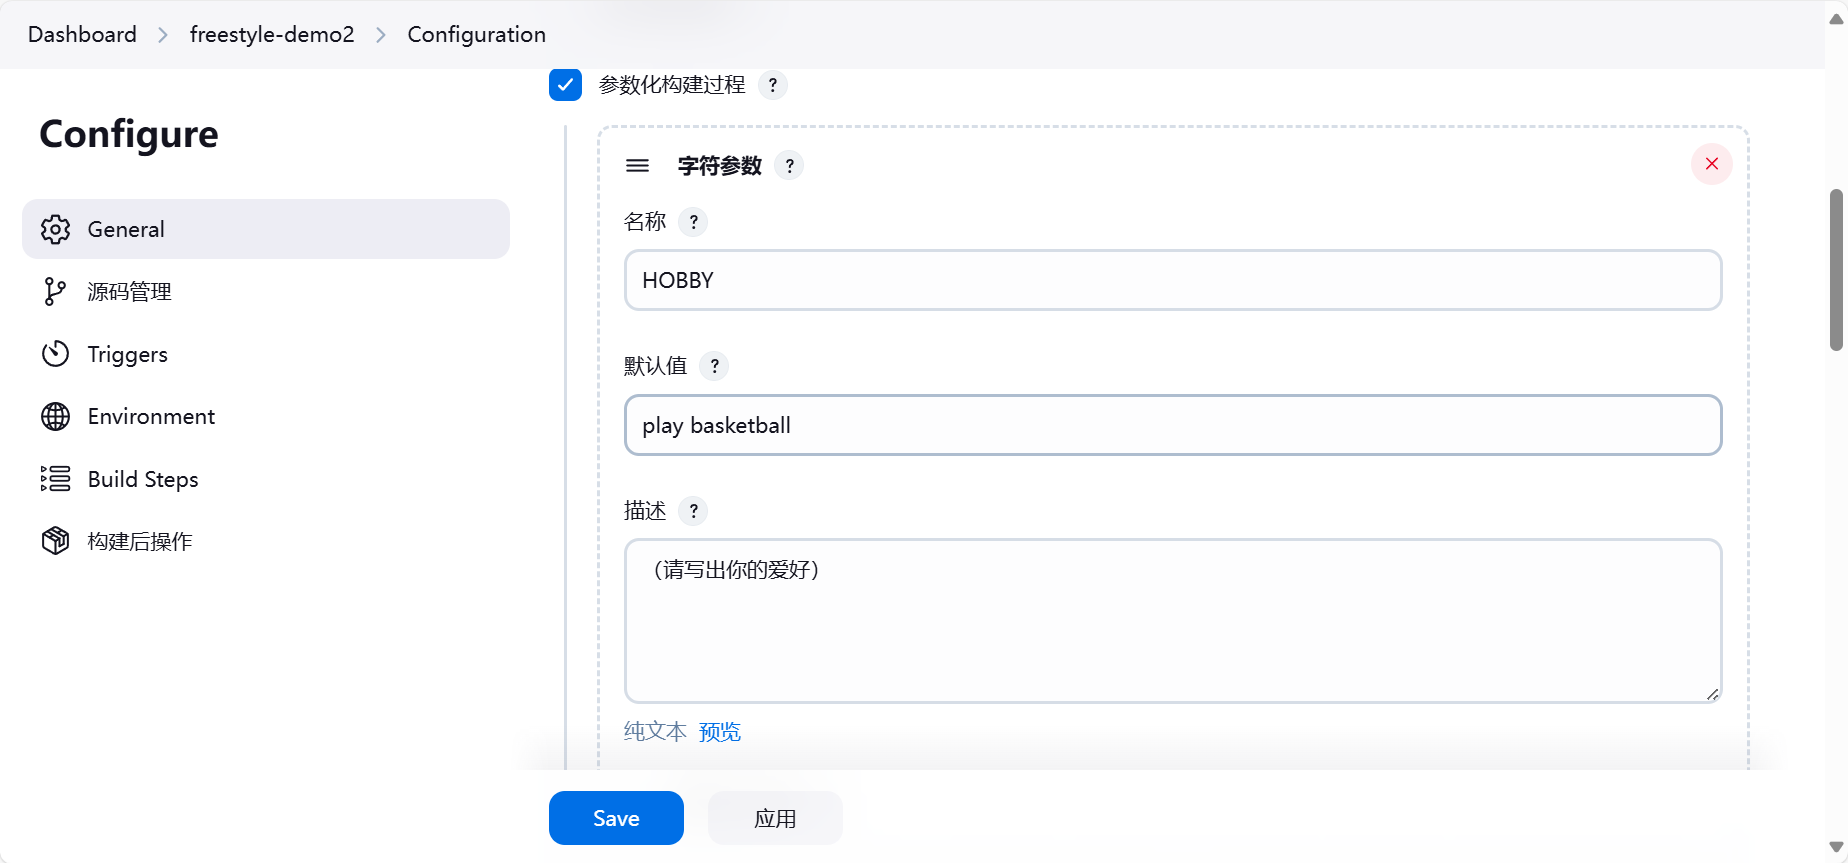 Dashboard > freestyle-demo2 > Configuration
Configure
General
源码管理
Triggers
Environment
Build Steps
构建后操作
参数化构建过程 ?
字符参数 ?
名称 ?
HOBBY
默认值 ?
play basketball
描述 ?
（请写出你的爱好）
纯文本 预览
Save 应用